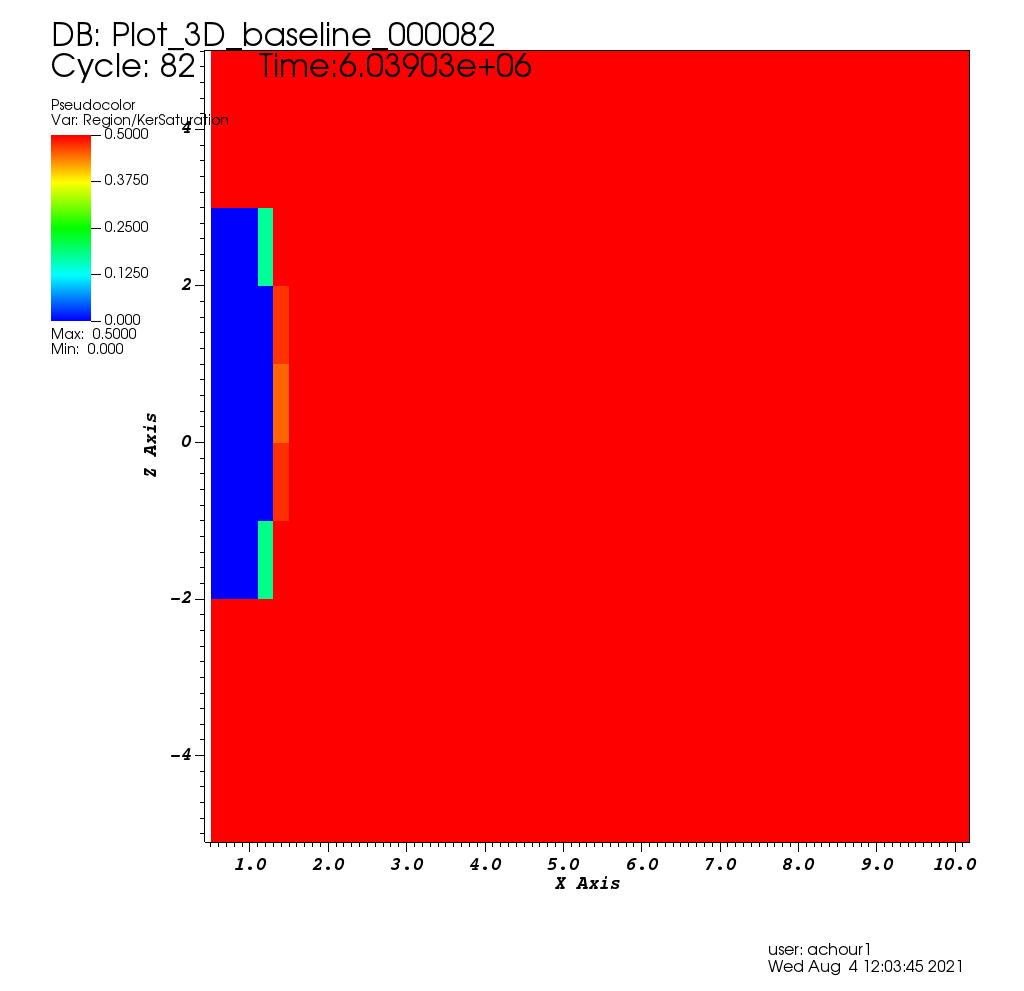 DB: Plot_3D_baseline_000082
Cycle: 82 Time:6.03903e+06
Pseudocolor
Var: Region/KerSaturation
0.5000
0.3750
0.2500
0.1250
0.000
Max: 0.5000
Min: 0.000
4
2
0
-2
-4
Z Axis
1.0 2.0 3.0 4.0 5.0 6.0 7.0 8.0 9.0 10.0
X Axis
user: achour1
Wed Aug 4 12:03:45 2021